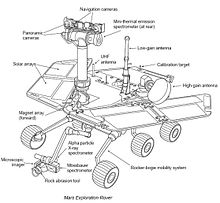 Navigation cameras
Mini-thermal emission
spectrometer (at rear)
Panoramic
cameras
UHF
antenna
Low-gain antenna
Solar arrays
Calibration target
High-gain antenna
Magnet array
(forward)
Alpha particle
X-ray
spectrometer
Microscopic
imager
Mössbauer
spectrometer
Rocker-bogie mobility system
Rock abrasion tool
Mars Exploration Rover